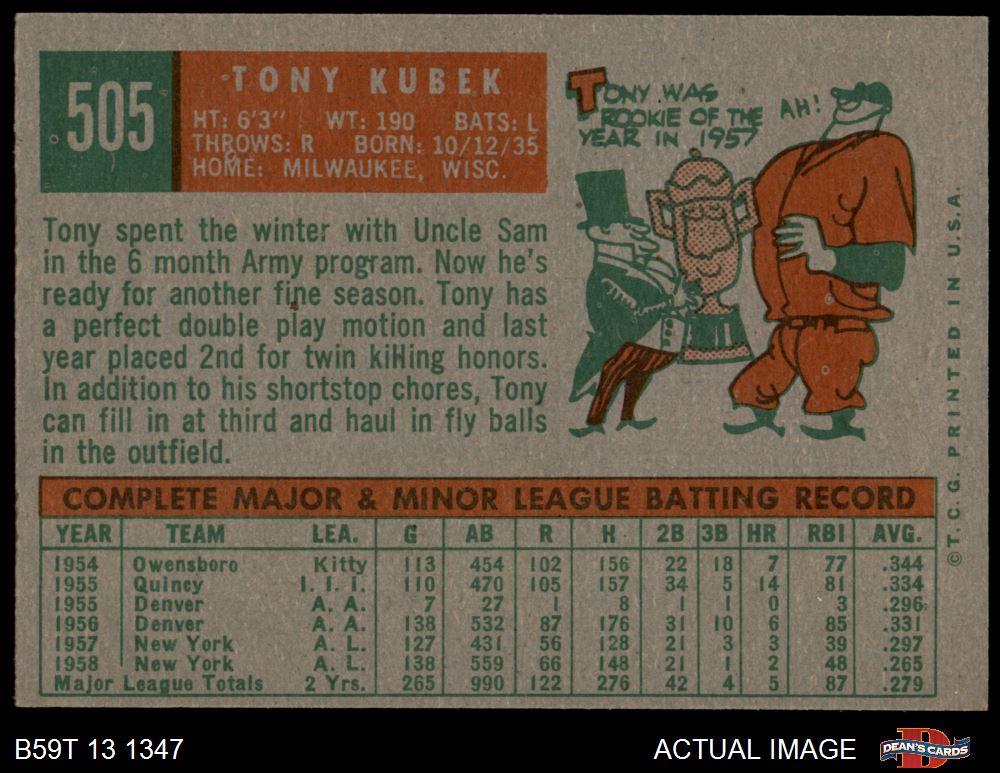 505
TONY KUBEK
HT: 6'3" WT: 190 BATS: L
THROWS: R BORN: 10/12/35
HOME: MILWAUKEE, WISC.
TONY WAS
ROOKIE OF THE
YEAR IN 1957
AH!
Tony spent the winter with Uncle Sam
in the 6 month Army program. Now he's
ready for another fine season. Tony has
a perfect double play motion and last
year placed 2nd for twin killing honors.
In addition to his shortstop chores, Tony
can fill in at third and haul in fly balls
in the outfield.
COMPLETE MAJOR & MINOR LEAGUE BATTING RECORD
YEAR TEAM LEA. G AB R H 2B 3B HR RBI AVG.
1954 Owensboro Kitty 113 454 102 156 22 18 7 77 .344
1955 Quincy I. I. I. 110 470 105 157 34 5 14 81 .334
1955 Denver A. A. 7 27 1 8 1 1 0 3 .296
1956 Denver A. A. 138 532 87 176 31 10 6 85 .331
1957 New York A. L. 127 431 56 128 21 3 3 39 .297
1958 New York A. L. 138 559 66 148 21 1 2 48 .265
Major League Totals 2 Yrs. 265 990 122 276 42 4 5 87 .279
©T.C.G. PRINTED IN U.S.A.
B59T 13 1347
ACTUAL IMAGE
DEAN'S CARDS